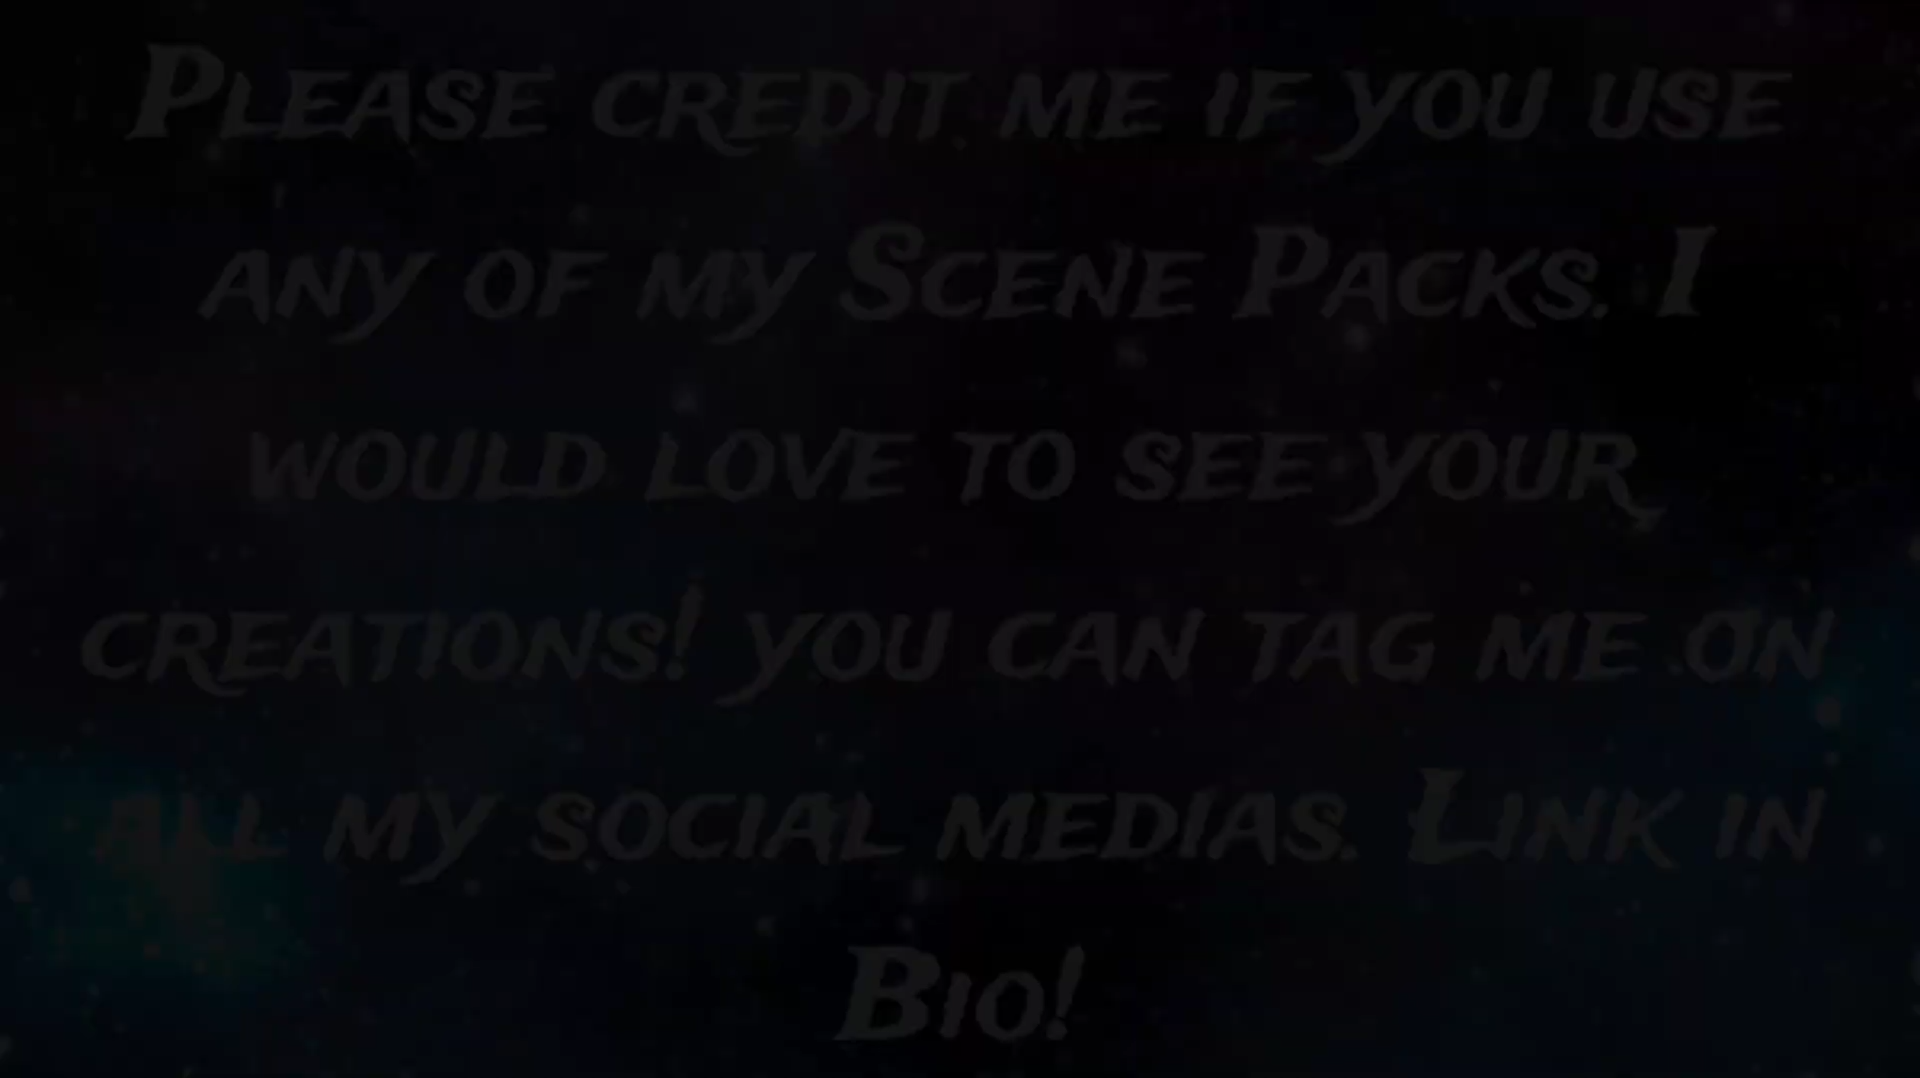 Please credit me if you use
any of my Scene Packs. I
would love to see your
creations! you can tag me on
all my social medias. Link in
Bio!